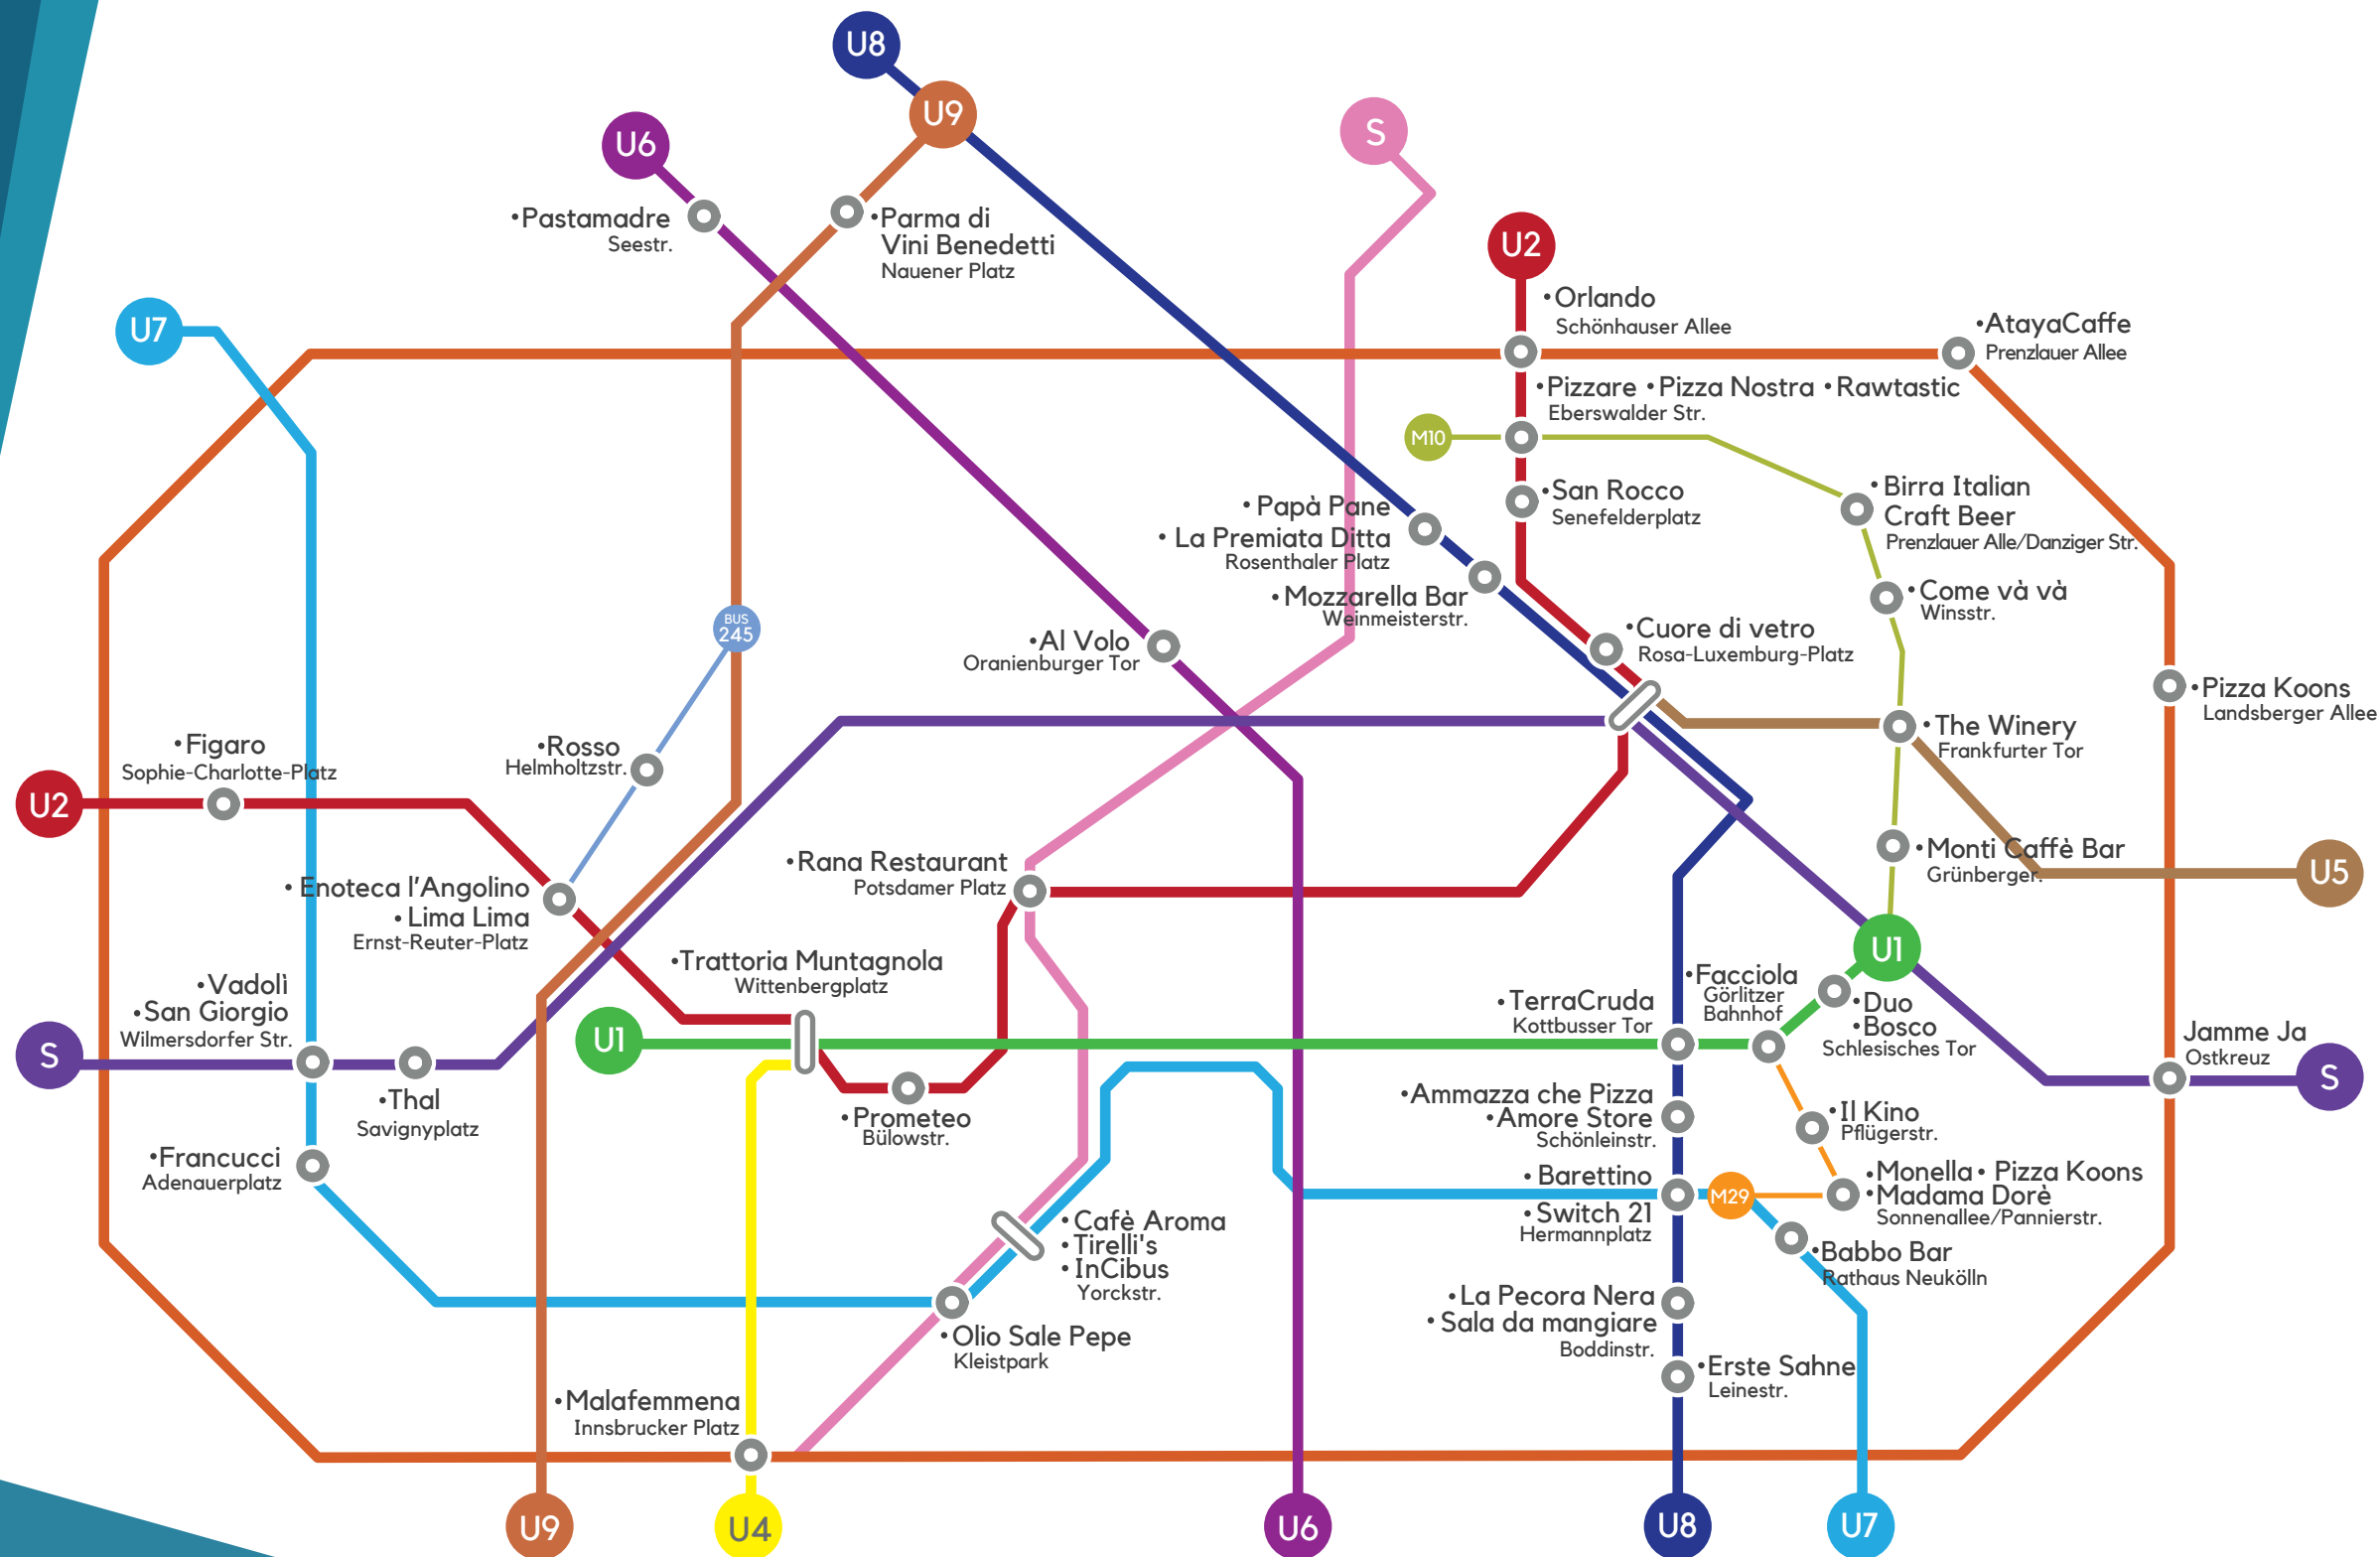 U8
U9
U6
S
•Pastamadre
Seestr.
•Parma di
Vini Benedetti
Nauener Platz
U2
U7
•Orlando
Schönhauser Allee
•AtayaCaffe
Prenzlauer Allee
•Pizzare •Pizza Nostra •Rawtastic
Eberswalder Str.
M10
•San Rocco
Senefelderplatz
• Birra Italian
Craft Beer
Prenzlauer Alle/Danziger Str.
• Papà Pane
• La Premiata Ditta
Rosenthaler Platz
•Mozzarella Bar
Weinmeisterstr.
•Come và và
Winsstr.
BUS
245
•Al Volo
Oranienburger Tor
•Cuore di vetro
Rosa-Luxemburg-Platz
•Pizza Koons
Landsberger Allee
•Figaro
Sophie-Charlotte-Platz
•Rosso
Helmholtzstr.
•The Winery
Frankfurter Tor
U2
•Monti Caffè Bar
Grünberger.
U5
•Rana Restaurant
Potsdamer Platz
• Enoteca l'Angolino
• Lima Lima
Ernst-Reuter-Platz
U1
•Trattoria Muntagnola
Wittenbergplatz
•Vadolì
•San Giorgio
Wilmersdorfer Str.
S
U1
•TerraCruda
Kottbusser Tor
•Facciola
Görlitzer
Bahnhof
•Duo
•Bosco
Schlesisches Tor
Jamme Ja
Ostkreuz
S
•Thal
Savignyplatz
•Prometeo
Bülowstr.
•Ammazza che Pizza
•Amore Store
Schönleinstr.
•Il Kino
Pflügerstr.
•Francucci
Adenauerplatz
• Barettino
•Switch 21
Hermannplatz
M29
•Monella• Pizza Koons
•Madama Dorè
Sonnenallee/Pannierstr.
• Cafè Aroma
•Tirelli's
• InCibus
Yorckstr.
•Babbo Bar
Rathaus Neukölln
•La Pecora Nera
•Sala da mangiare
Boddinstr.
•Olio Sale Pepe
Kleistpark
•Erste Sahne
Leinestr.
•Malafemmena
Innsbrucker Platz
U9
U4
U6
U8
U7